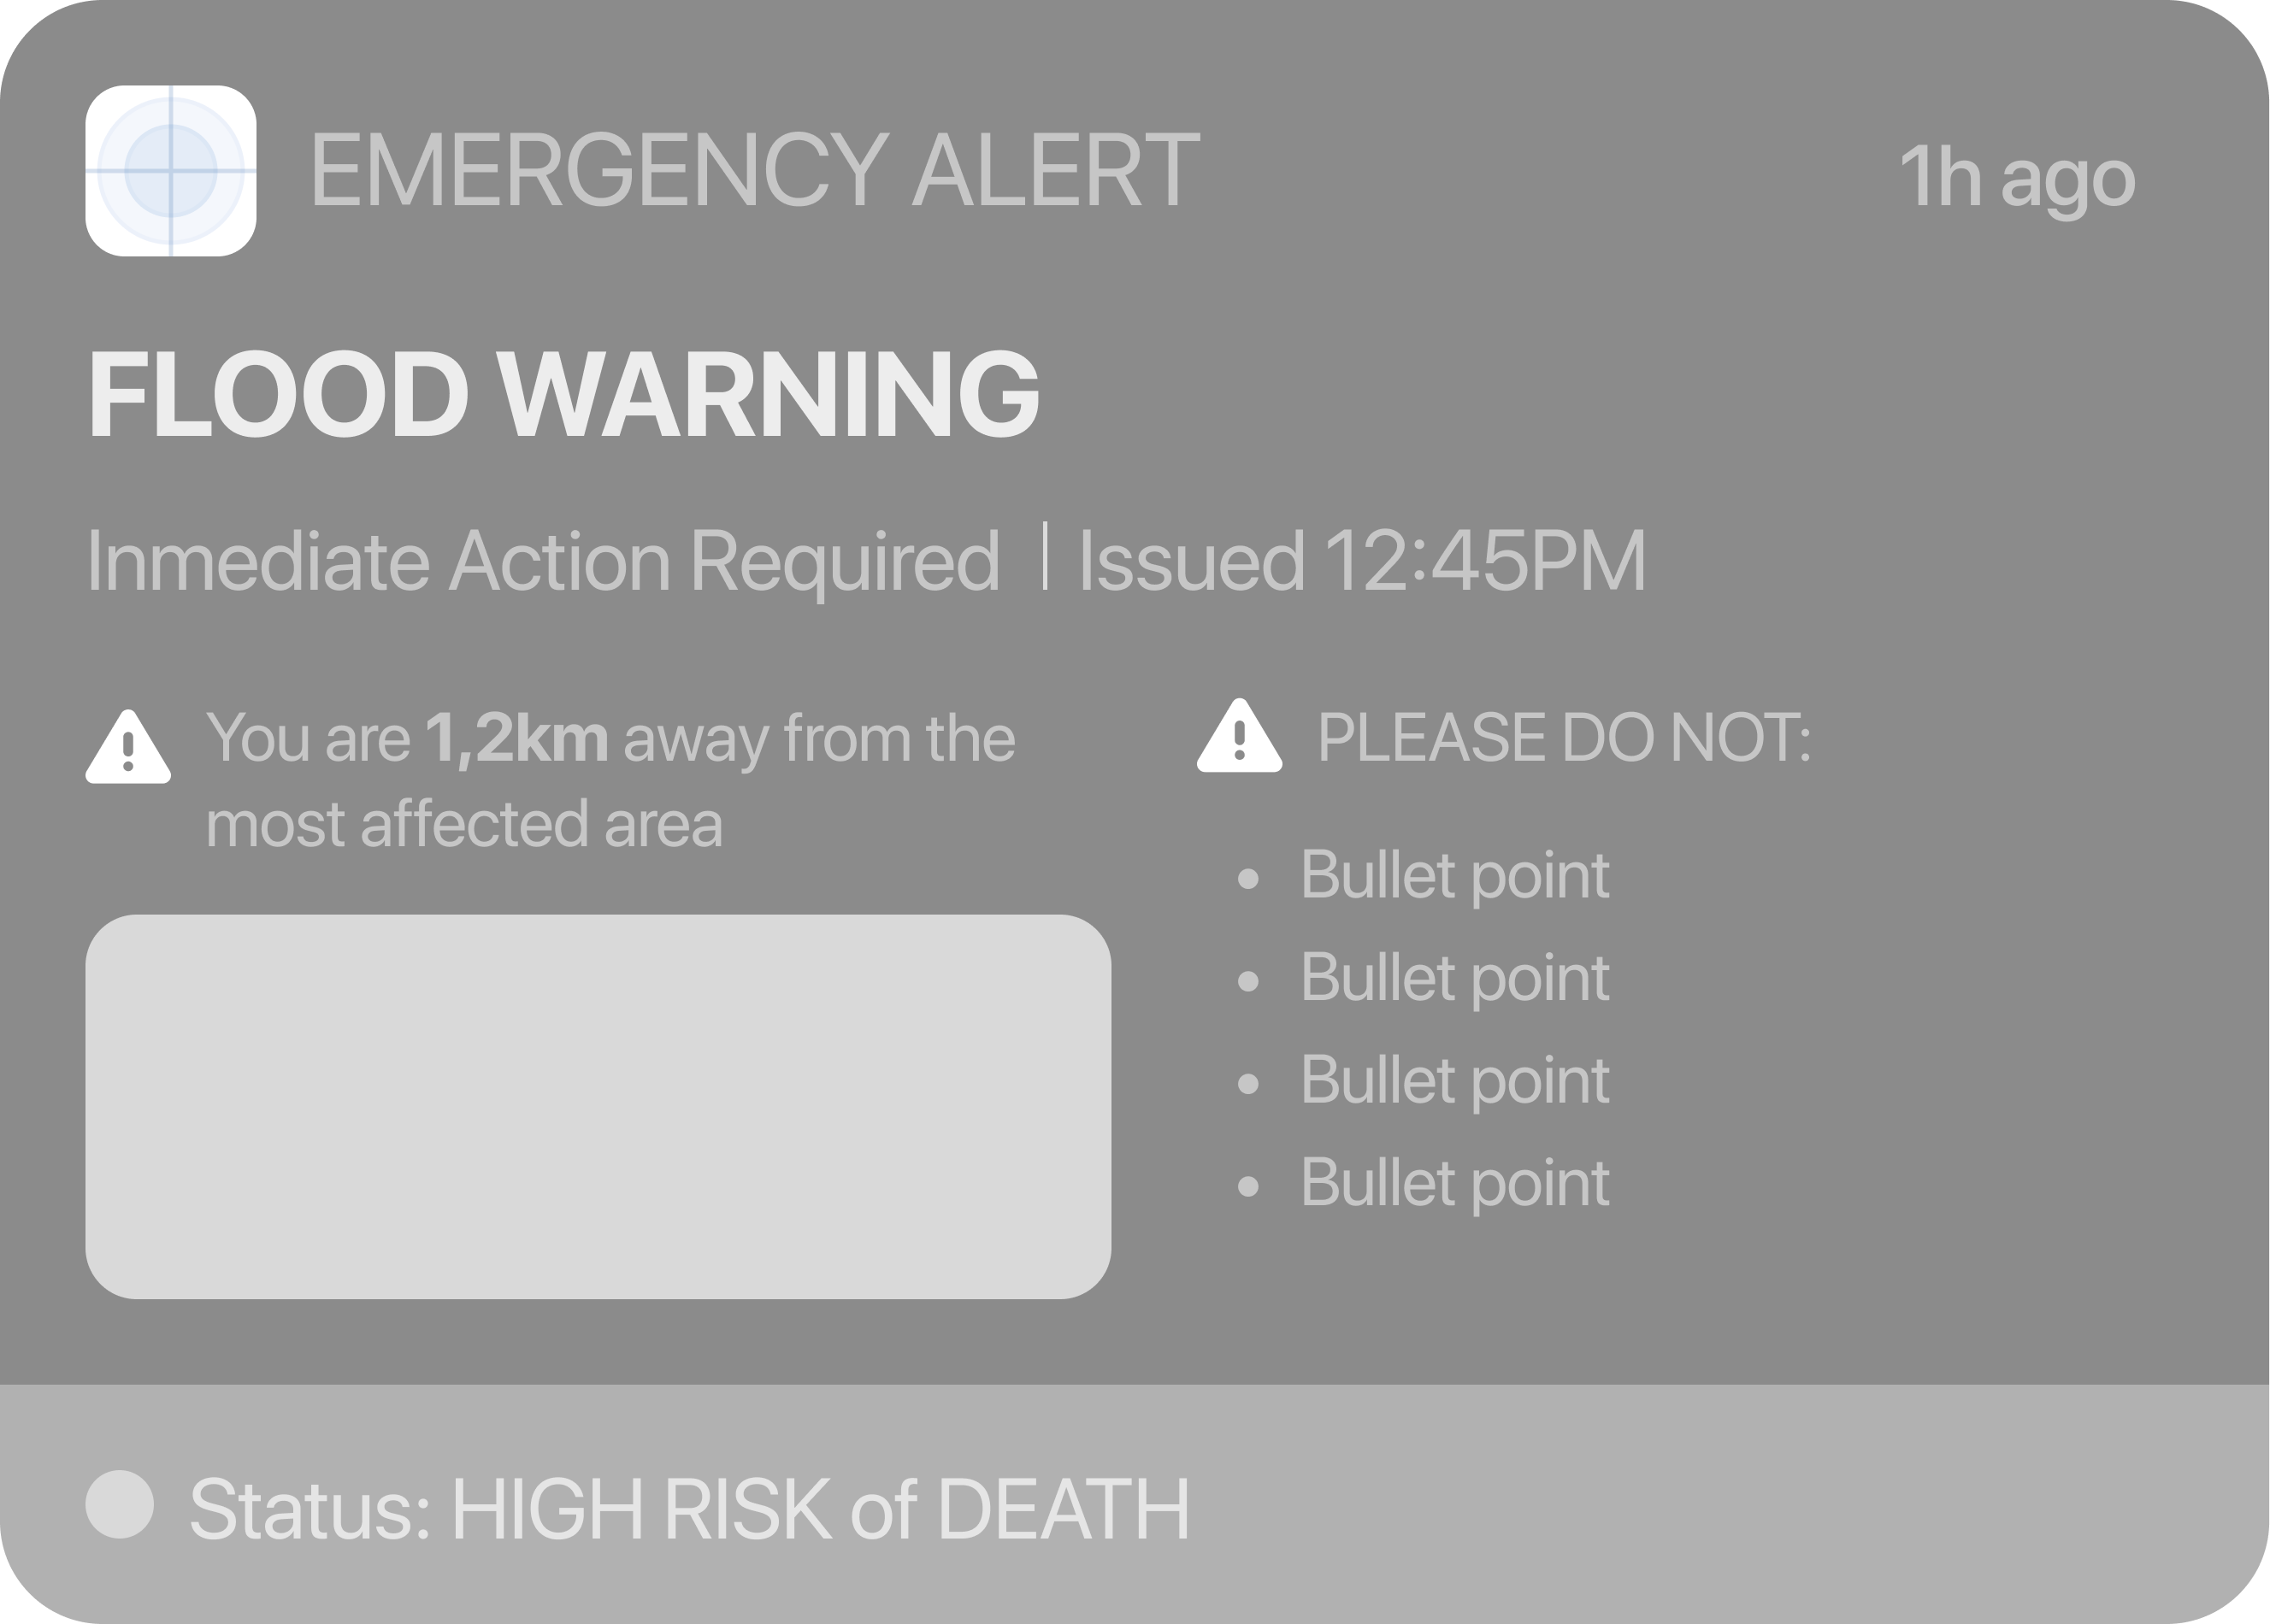 EMERGENCY ALERT
1h ago
FLOOD WARNING
Immediate Action Required | Issued 12:45PM
You are 1,2km away from the
most affected area
PLEASE DO NOT:
Bullet point
Bullet point
Bullet point
Bullet point
Status: HIGH RISK of DEATH